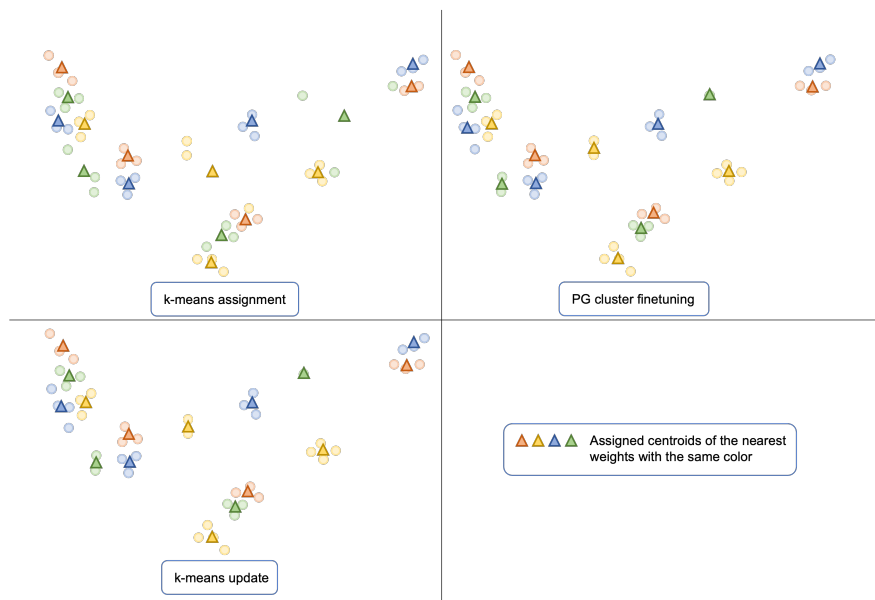 k-means assignment
PG cluster finetuning
k-means update
Assigned centroids of the nearest
weights with the same color